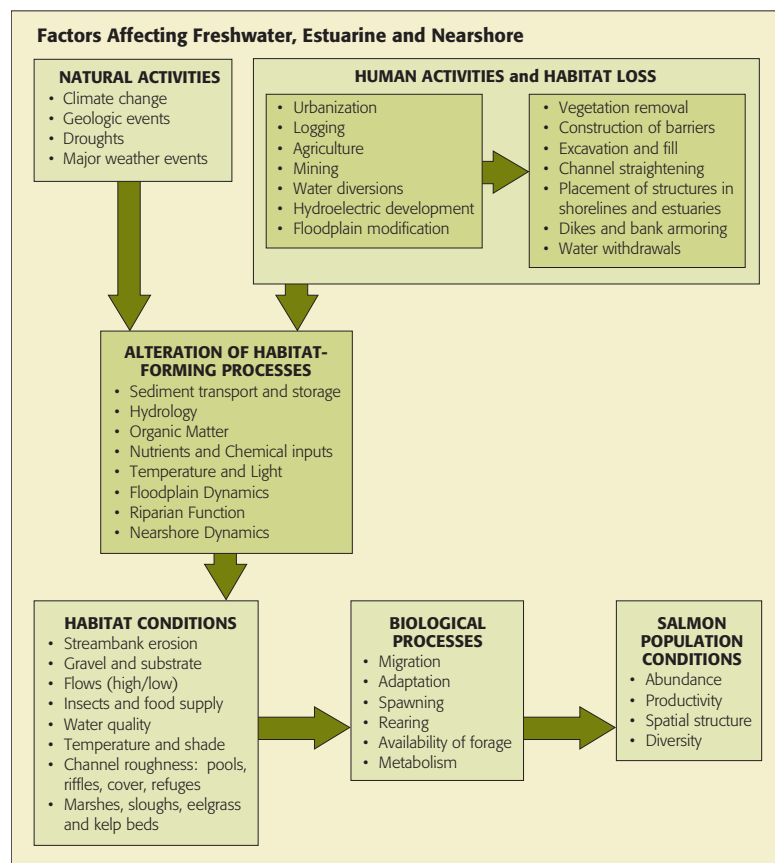 Factors Affecting Freshwater, Estuarine and Nearshore
NATURAL ACTIVITIES
• Climate change
• Geologic events
• Droughts
• Major weather events
HUMAN ACTIVITIES and HABITAT LOSS
• Urbanization
• Logging
• Agriculture
• Mining
• Water diversions
• Hydroelectric development
• Floodplain modification
• Vegetation removal
• Construction of barriers
• Excavation and fill
• Channel straightening
• Placement of structures in
shorelines and estuaries
• Dikes and bank armoring
• Water withdrawals
ALTERATION OF HABITAT-
FORMING PROCESSES
• Sediment transport and storage
• Hydrology
• Organic Matter
• Nutrients and Chemical inputs
• Temperature and Light
• Floodplain Dynamics
• Riparian Function
• Nearshore Dynamics
HABITAT CONDITIONS
• Streambank erosion
• Gravel and substrate
• Flows (high/low)
• Insects and food supply
• Water quality
• Temperature and shade
• Channel roughness: pools,
riffles, cover, refuges
• Marshes, sloughs, eelgrass
and kelp beds
BIOLOGICAL
PROCESSES
• Migration
• Adaptation
• Spawning
• Rearing
• Availability of forage
• Metabolism
SALMON
POPULATION
CONDITIONS
• Abundance
• Productivity
• Spatial structure
• Diversity